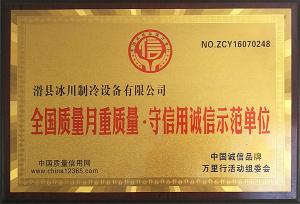 信
NO.ZCY16070248
滑县冰川制冷设备有限公司
全国质量月重质量·守信用诚信示范单位
中国质量信用网
www.china12365.com
中国诚信品牌
万里行活动组委会